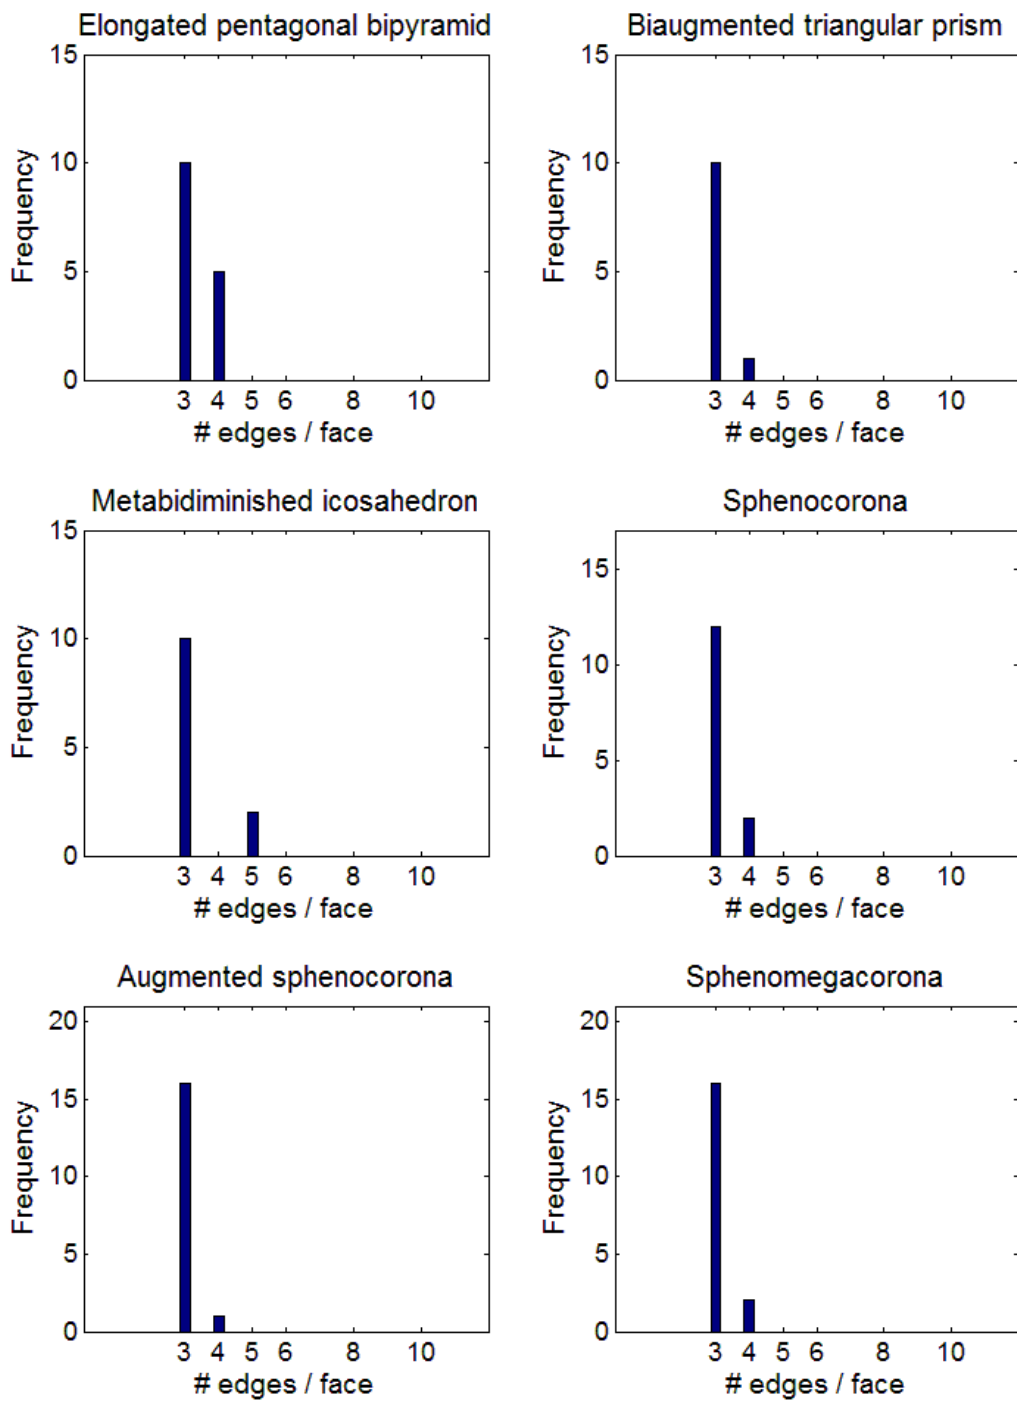 Elongated pentagonal bipyramid
15
10
5
0
Frequency
3 4 5 6 8 10
# edges / face
Biaugmented triangular prism
15
10
5
0
Frequency
3 4 5 6 8 10
# edges / face
Metabidiminished icosahedron
15
10
5
0
Frequency
3 4 5 6 8 10
# edges / face
Sphenocorona
15
10
5
0
Frequency
3 4 5 6 8 10
# edges / face
Augmented sphenocorona
20
15
10
5
0
Frequency
3 4 5 6 8 10
# edges / face
Sphenomegacorona
20
15
10
5
0
Frequency
3 4 5 6 8 10
# edges / face